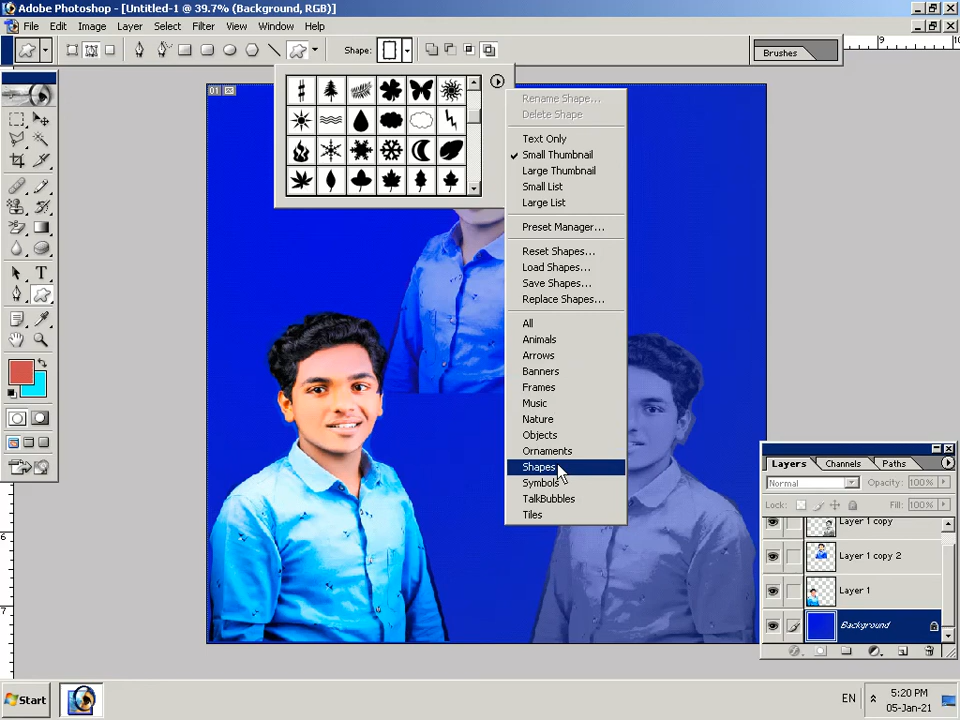 Adobe Photoshop - [Untitled-1 @ 39.7% (Background, RGB)]
File Edit Image Layer Select Filter View Window Help
Shape:
Brushes
9
01
Rename Shape...
Delete Shape
Text Only
Small Thumbnail
Large Thumbnail
Small List
Large List
Preset Manager...
Reset Shapes...
Load Shapes...
Save Shapes...
Replace Shapes...
All
Animals
Arrows
Banners
Frames
Music
Nature
Objects
Ornaments
Shapes
Symbols
TalkBubbles
Tiles
Layers Channels Paths
Normal Opacity: 100%
Lock: Fill: 100%
Layer 1 copy
Layer 1 copy 2
Layer 1
Background
6
7
Start
EN
5:20 PM
05-Jan-21